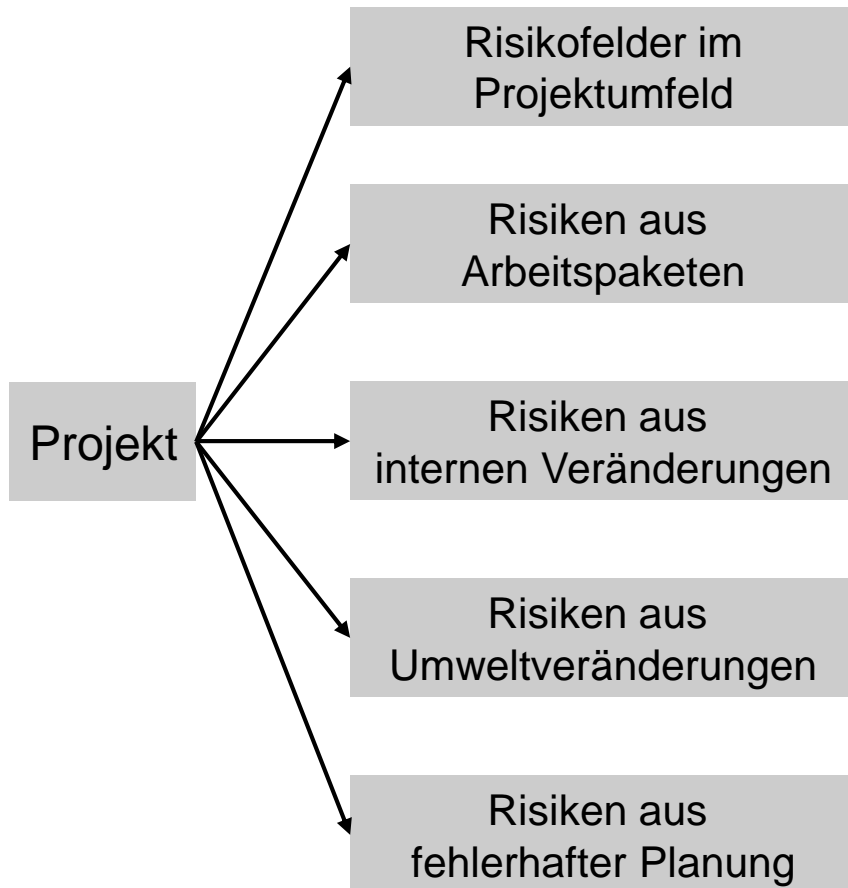 Risikofelder im
Projektumfeld
Risiken aus
Arbeitspaketen
Projekt
Risiken aus
internen Veränderungen
Risiken aus
Umweltveränderungen
Risiken aus
fehlerhafter Planung